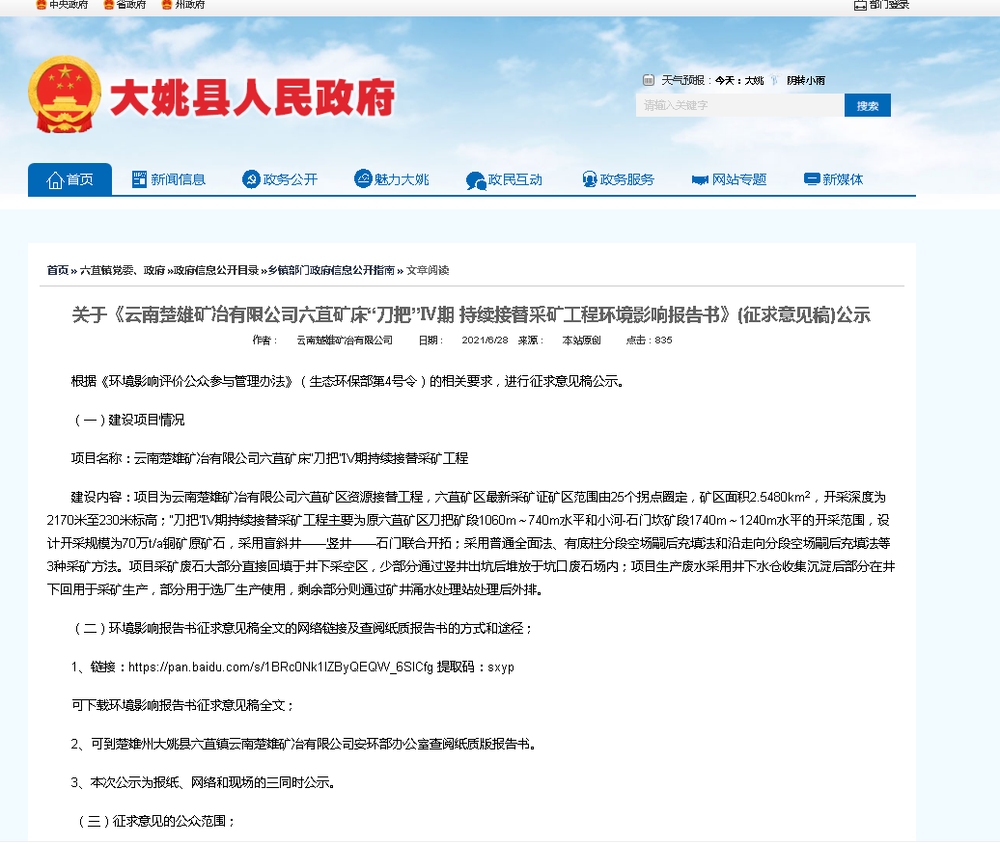 中央政府 省政府 州政府 部门登录
大姚县人民政府
天气预报：今天：大姚 阴转小雨
请输入关键字 搜索
首页 新闻信息 政务公开 魅力大姚 政民互动 政务服务 网站专题 新媒体
首页 » 六苴镇党委、政府 »政府信息公开目录 »乡镇部门政府信息公开指南 » 文章阅读
关于《云南楚雄矿冶有限公司六苴矿床“刀把”Ⅳ期 持续接替采矿工程环境影响报告书》(征求意见稿)公示
作者： 云南楚雄矿冶有限公司 日期： 2021/6/28 来源： 本站原创 点击：835
根据《环境影响评价公众参与管理办法》（生态环保部第4号令）的相关要求，进行征求意见稿公示。
（一）建设项目情况
项目名称：云南楚雄矿冶有限公司六苴矿床“刀把”Ⅳ期持续接替采矿工程
建设内容：项目为云南楚雄矿冶有限公司六苴矿区资源接替工程，六苴矿区最新采矿证矿区范围由25个拐点圈定，矿区面积2.5480km²，开采深度为
2170米至230米标高；“刀把”Ⅳ期持续接替采矿工程主要为原六苴矿区刀把矿段1060m～740m水平和小河-石门坎矿段1740m～1240m水平的开采范围，设
计开采规模为70万t/a铜矿原矿石，采用盲斜井——竖井——石门联合开拓；采用普通全面法、有底柱分段空场嗣后充填法和沿走向分段空场嗣后充填法等
3种采矿方法。项目采矿废石大部分直接回填于井下采空区，少部分通过竖井出坑后堆放于坑口废石场内；项目生产废水采用井下水仓收集沉淀后部分在井
下回用于采矿生产，部分用于选厂生产使用，剩余部分则通过矿井涌水处理站处理后外排。
（二）环境影响报告书征求意见稿全文的网络链接及查阅纸质报告书的方式和途径；
1、链接：https://pan.baidu.com/s/1BRc0Nk1IZByQEQW_6SICfg 提取码：sxyp
可下载环境影响报告书征求意见稿全文；
2、可到楚雄州大姚县六苴镇云南楚雄矿冶有限公司安环部办公室查阅纸质版报告书。
3、本次公示为报纸、网络和现场的三同时公示。
（三）征求意见的公众范围；